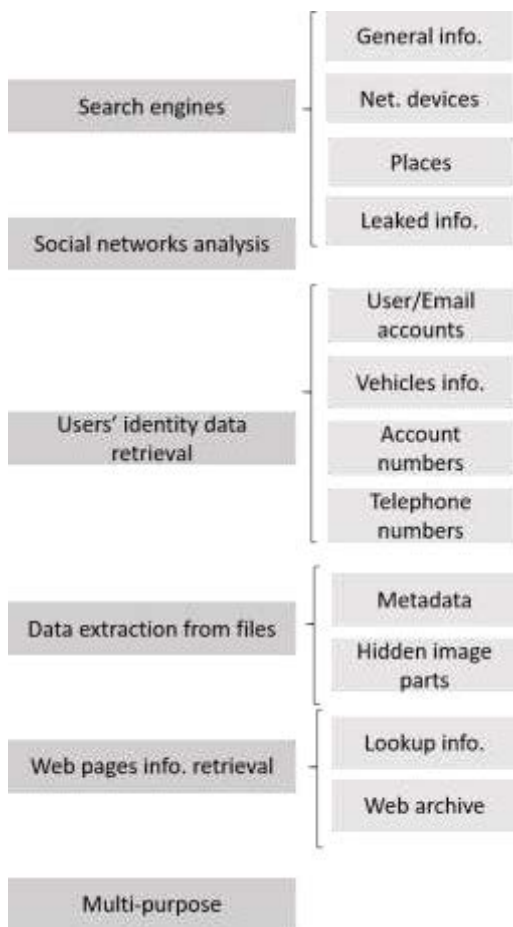 General info.
Search engines
Net. devices
Places
Leaked info.
Social networks analysis
User/Email
accounts
Vehicles info.
Users' identity data
retrieval
Account
numbers
Telephone
numbers
Data extraction from files
Metadata
Hidden image
parts
Web pages info. retrieval
Lookup info.
Web archive
Multi-purpose